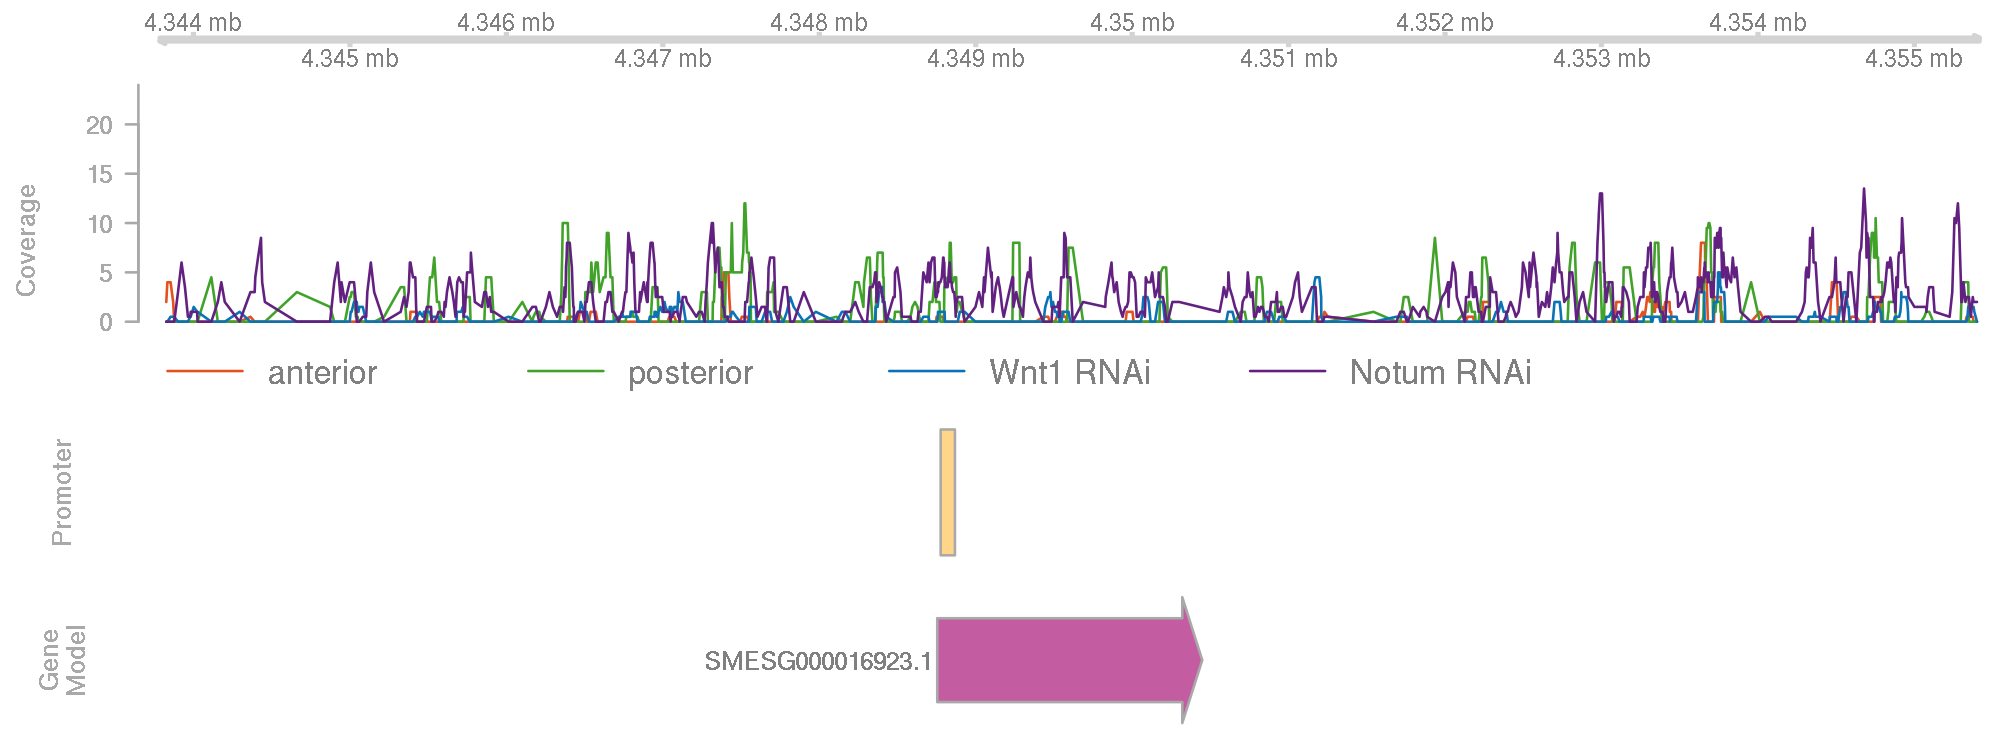 4.344 mb 4.346 mb 4.348 mb 4.35 mb 4.352 mb 4.354 mb
4.345 mb 4.347 mb 4.349 mb 4.351 mb 4.353 mb 4.355 mb
Coverage
20
15
10
5
0
anterior posterior Wnt1 RNAi Notum RNAi
Promoter
Gene
Model
SMESG000016923.1